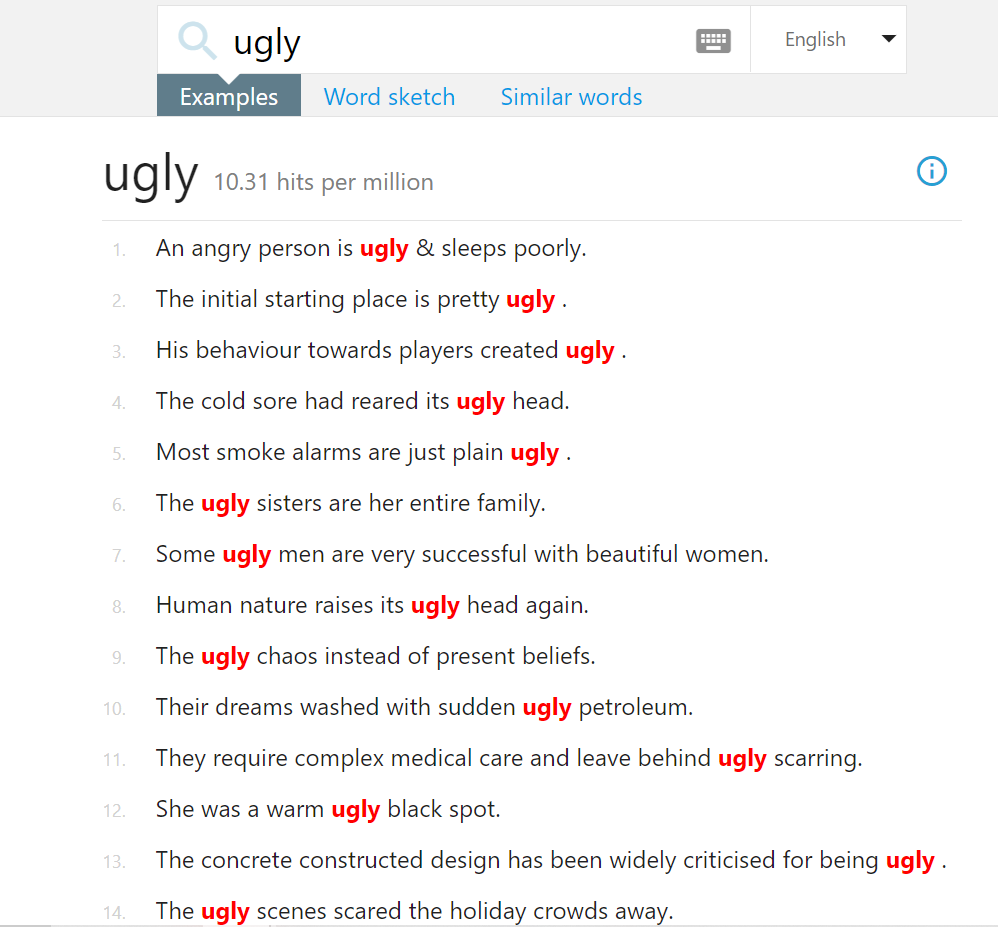 ugly English
Examples Word sketch Similar words
ugly 10.31 hits per million
1. An angry person is ugly & sleeps poorly.
2. The initial starting place is pretty ugly .
3. His behaviour towards players created ugly .
4. The cold sore had reared its ugly head.
5. Most smoke alarms are just plain ugly .
6. The ugly sisters are her entire family.
7. Some ugly men are very successful with beautiful women.
8. Human nature raises its ugly head again.
9. The ugly chaos instead of present beliefs.
10. Their dreams washed with sudden ugly petroleum.
11. They require complex medical care and leave behind ugly scarring.
12. She was a warm ugly black spot.
13. The concrete constructed design has been widely criticised for being ugly .
14. The ugly scenes scared the holiday crowds away.